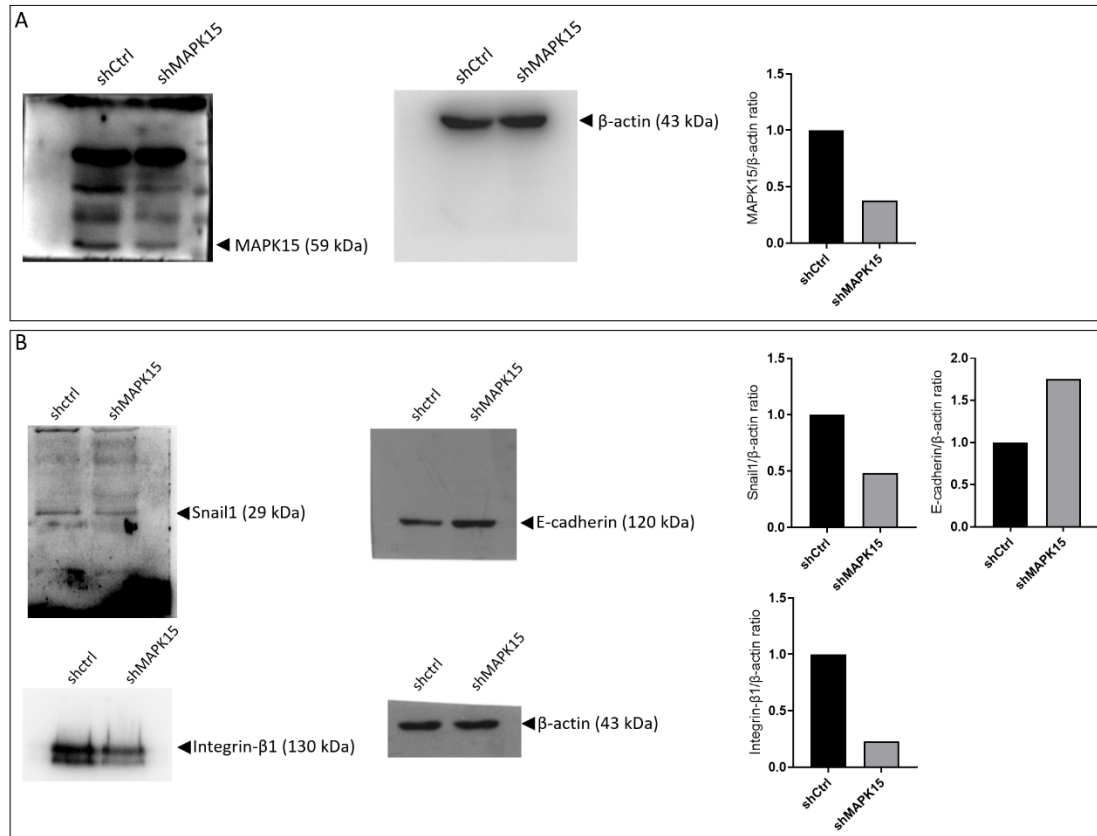 A
shCtrl
shMAPK15
MAPK15 (59 kDa)
shCtrl
shMAPK15
β-actin (43 kDa)
MAPK15/β-actin ratio
1.5
1.0
0.5
0.0
shCtrl
shMAPK15
B
shctrl
shMAPK15
Snail1 (29 kDa)
shctrl
shMAPK15
E-cadherin (120 kDa)
Snail1/β-actin ratio
1.5
1.0
0.5
0.0
shCtrl
shMAPK15
E-cadherin/β-actin ratio
2.0
1.5
1.0
0.5
0.0
shCtrl
shMAPK15
shctrl
shMAPK15
Integrin-β1 (130 kDa)
shctrl
shMAPK15
β-actin (43 kDa)
Integrin-β1/β-actin ratio
1.5
1.0
0.5
0.0
shCtrl
shMAPK15